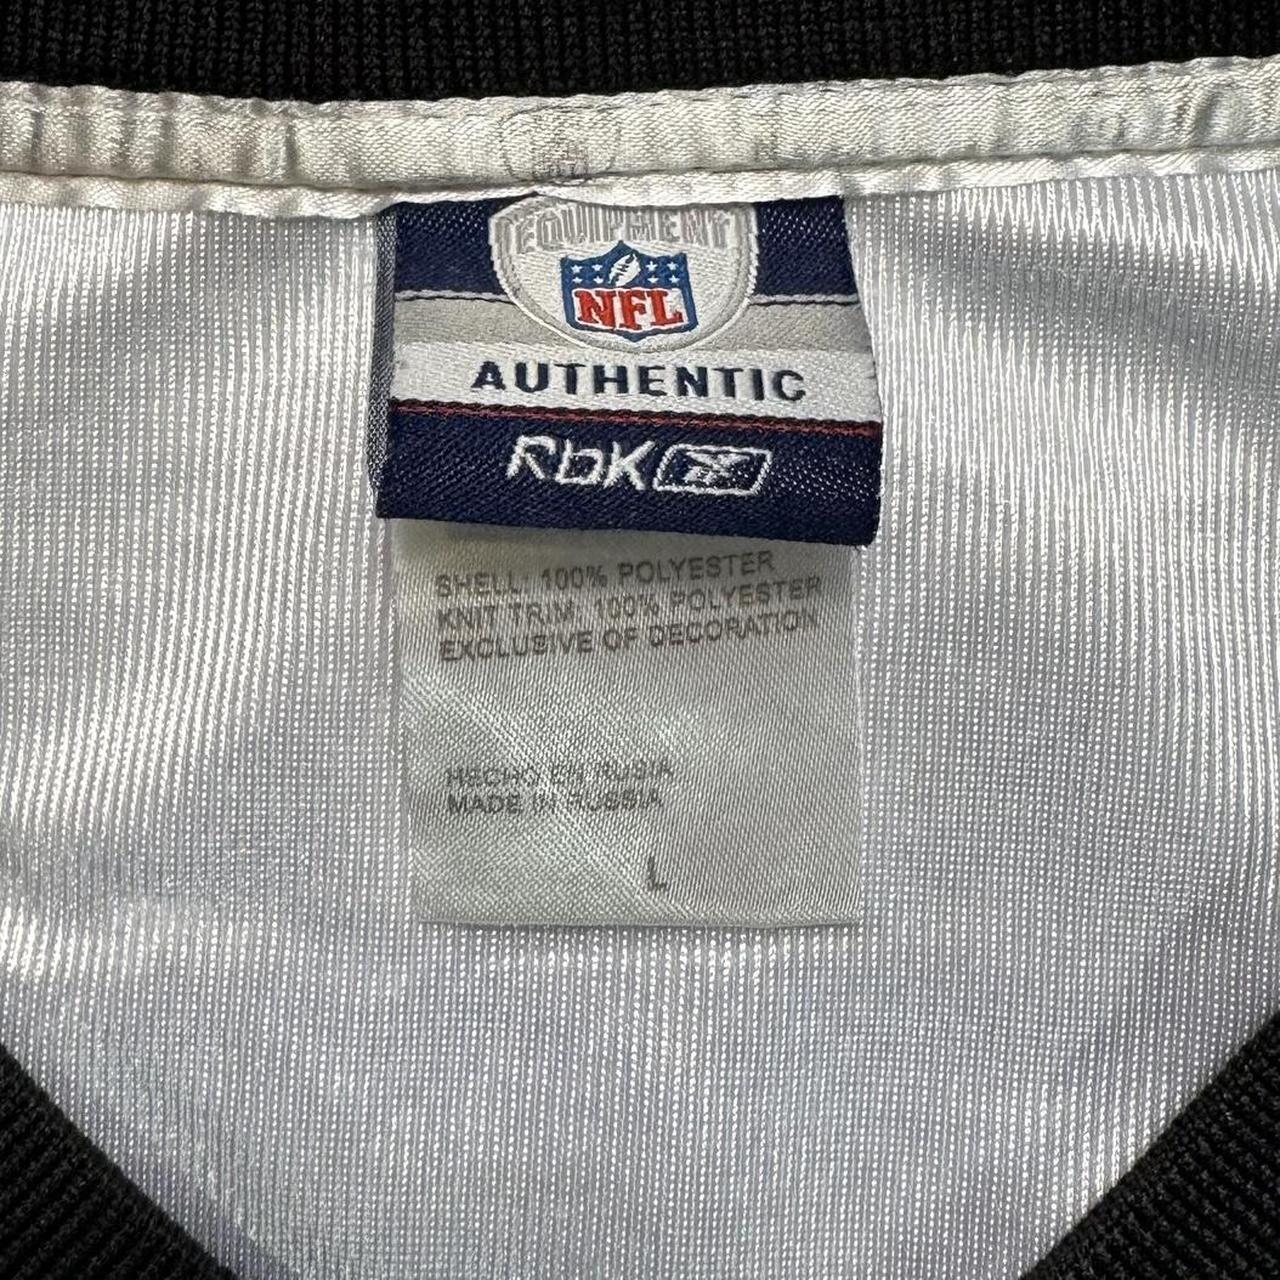 EQUIPMENT
NFL
AUTHENTIC
RbK
SHELL: 100% POLYESTER
KNIT TRIM: 100% POLYESTER
EXCLUSIVE OF DECORATION
HECHO EN RUSIA
MADE IN RUSSIA
L